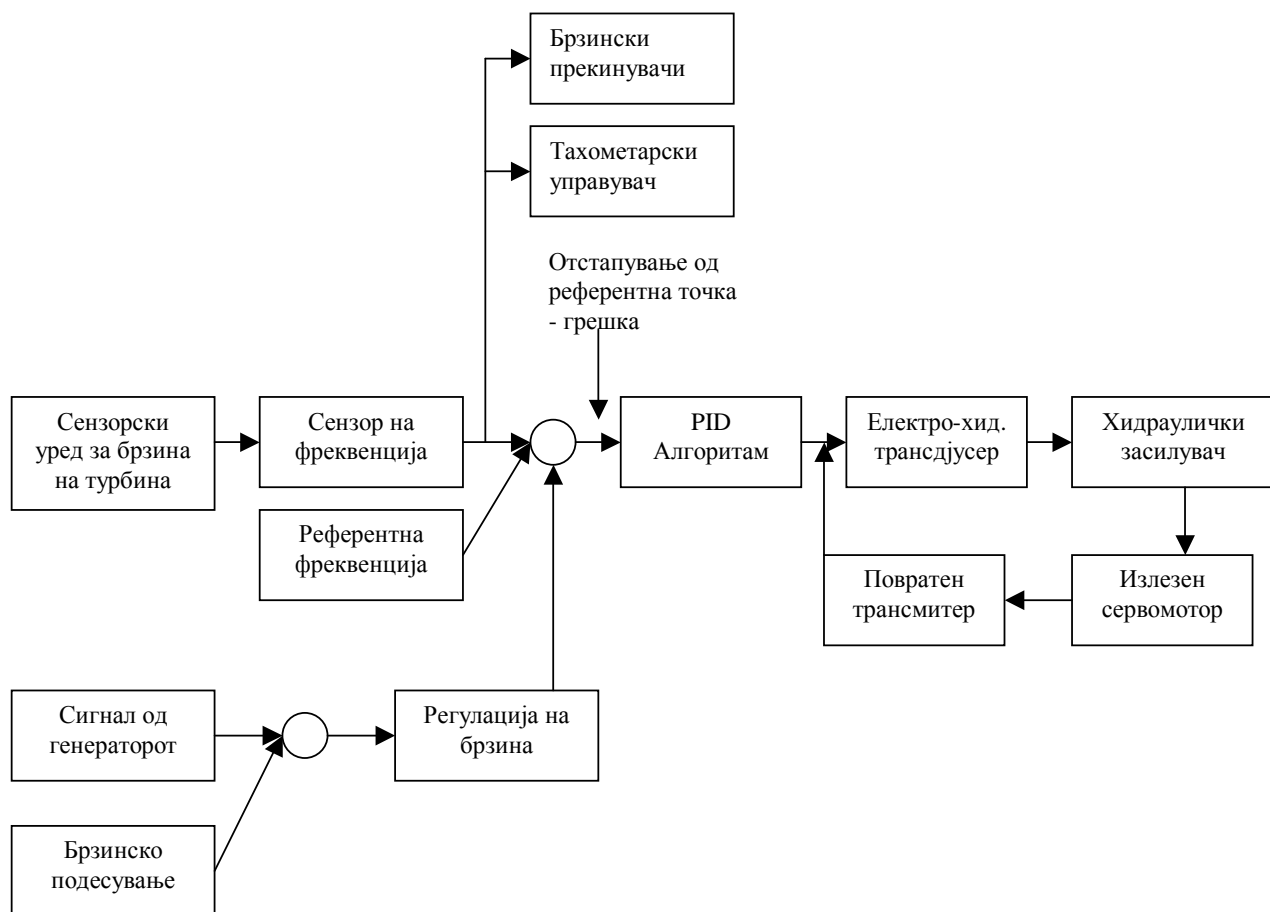 Брзински
прекинувачи
Тахометарски
управувач
Отстапување од
референтна точка
- грешка
Сензорски
уред за брзина
на турбина
Сензор на
фреквенција
PID
Алгоритам
Електро-хид.
трансдјусер
Хидраулички
засилувач
Референтна
фреквенција
Повратен
трансмитер
Излезен
сервомотор
Сигнал од
генераторот
Регулација на
брзина
Брзинско
подесување